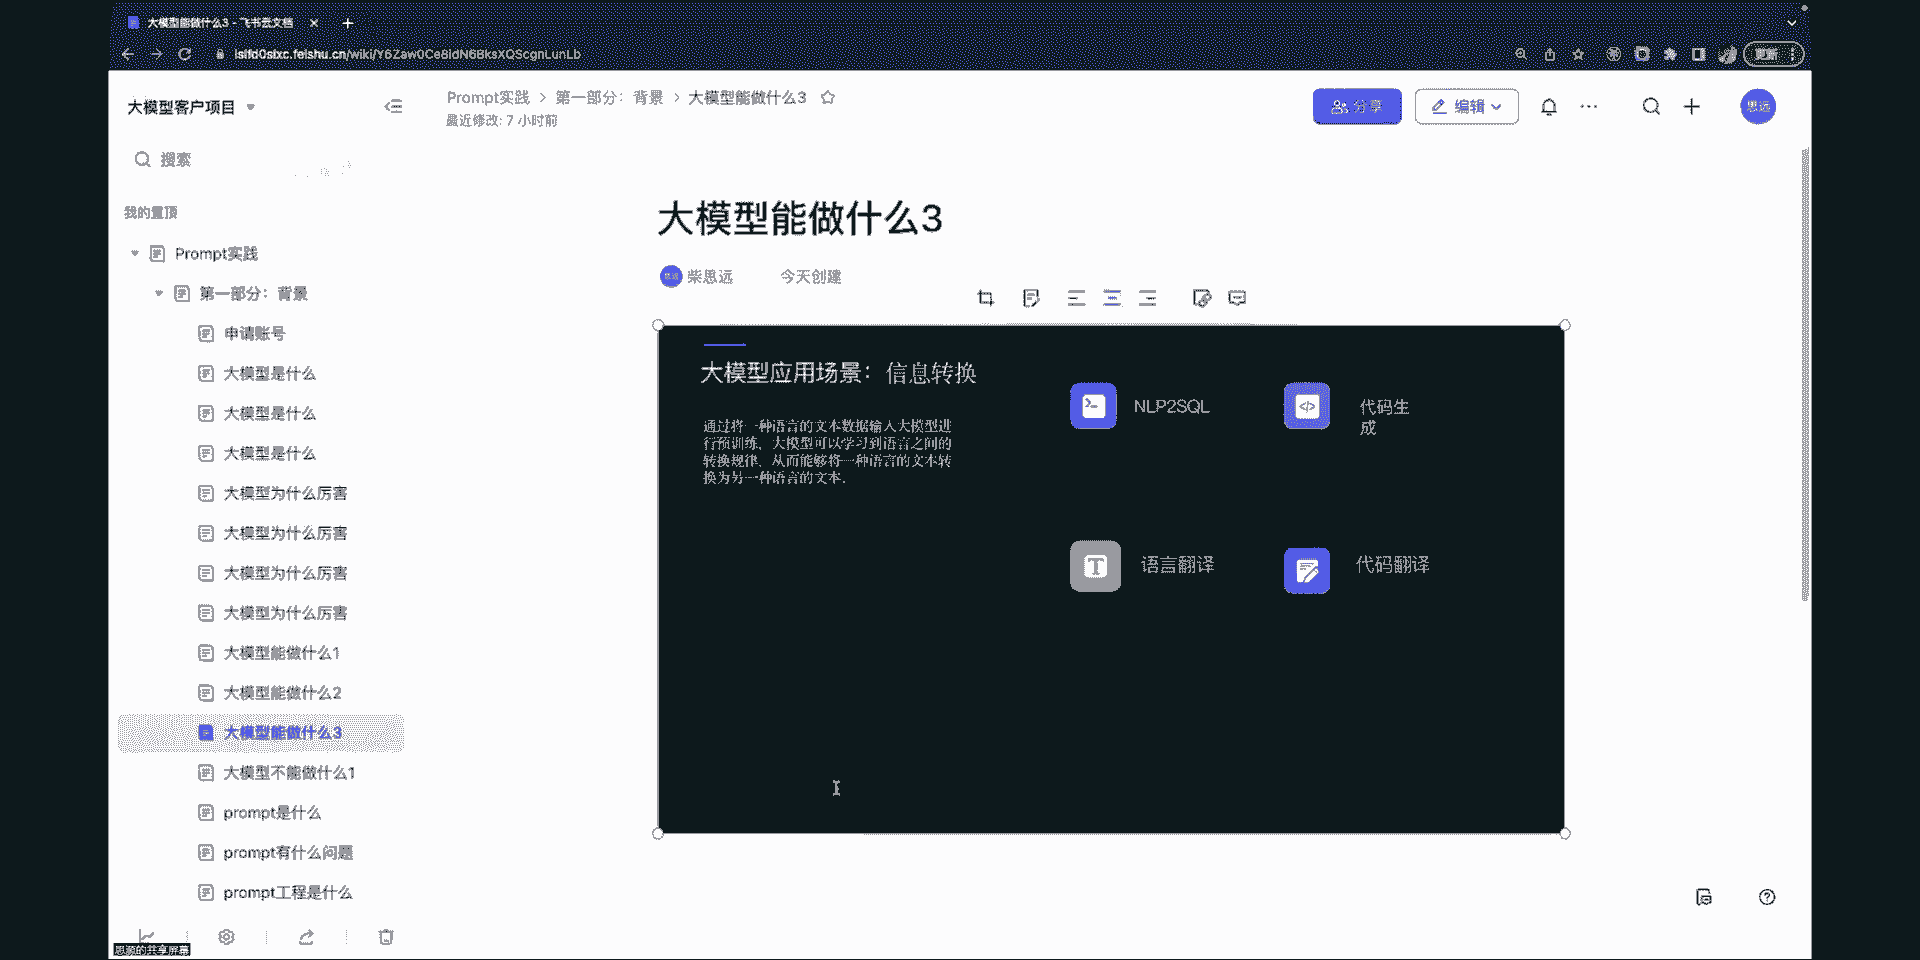 大模型能做什么3 - 飞书云文档
大模型客户项目
Prompt实践 > 第一部分：背景 > 大模型能做什么3
最近修改: 7 小时前
分享
编辑
思远
搜索
我的置顶
Prompt实践
第一部分：背景
申请账号
大模型是什么
大模型是什么
大模型是什么
大模型为什么厉害
大模型为什么厉害
大模型为什么厉害
大模型为什么厉害
大模型能做什么1
大模型能做什么2
大模型能做什么3
大模型不能做什么1
prompt是什么
prompt有什么问题
prompt工程是什么
大模型能做什么3
柴思远
今天创建
大模型应用场景：信息转换
通过将一种语言的文本数据输入大模型进
行预训练，大模型可以学习到语言之间的
转换规律，从而能够将一种语言的文本转
换为另一种语言的文本。
NLP2SQL
代码生
成
语言翻译
代码翻译
的共享屏幕